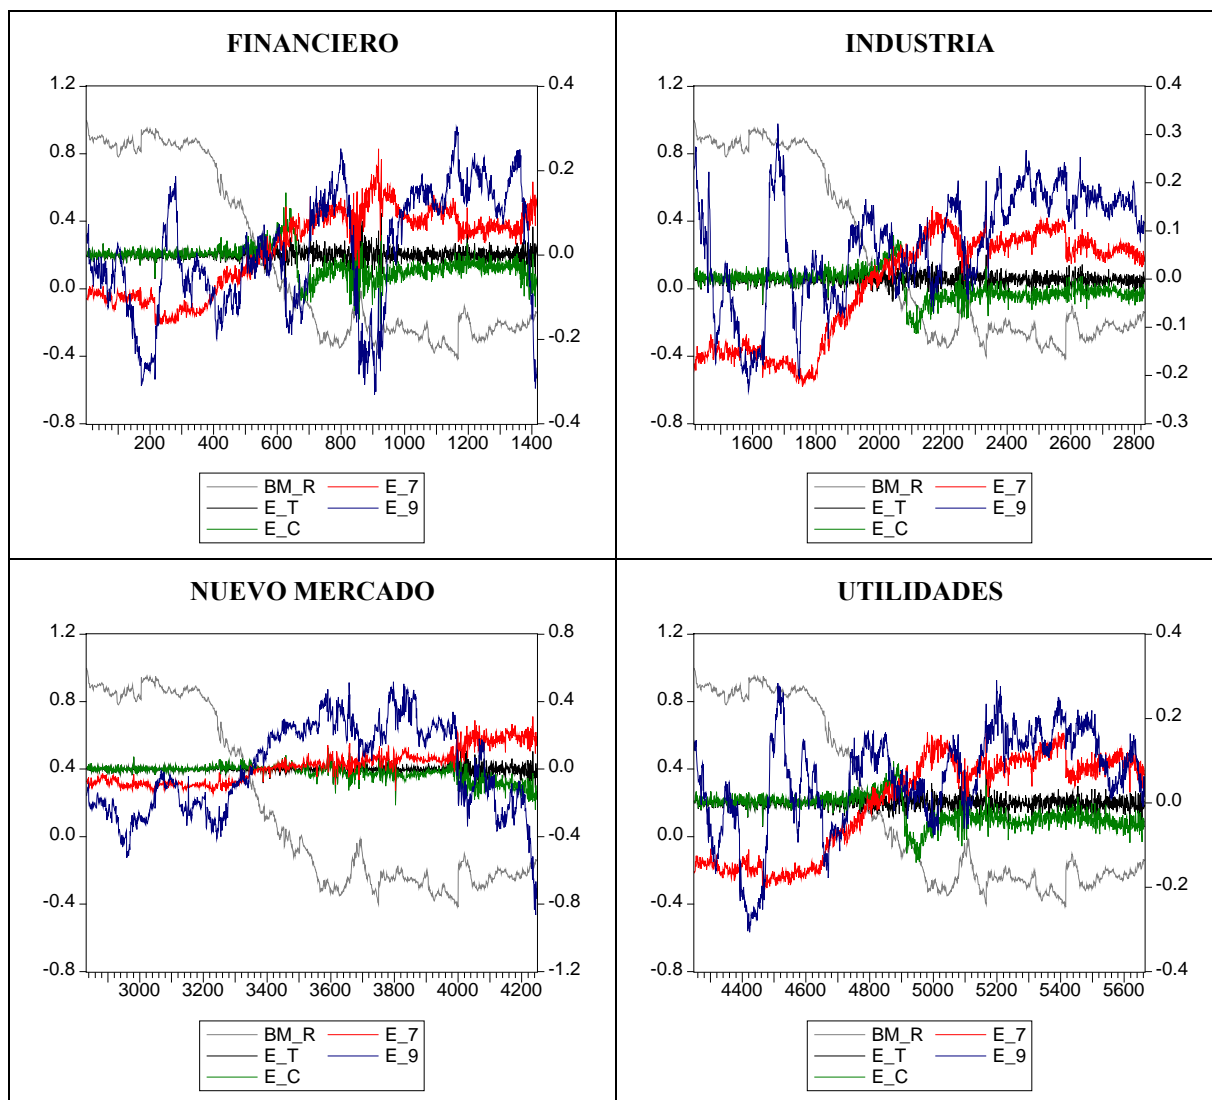 FINANCIERO
1.2
0.8
0.4
0.0
-0.4
-0.8
0.4
0.2
0.0
-0.2
-0.4
200 400 600 800 1000 1200 1400
BM_R E_7
E_T E_9
E_C
INDUSTRIA
1.2
0.8
0.4
0.0
-0.4
-0.8
0.4
0.3
0.2
0.1
0.0
-0.1
-0.2
-0.3
1600 1800 2000 2200 2400 2600 2800
BM_R E_7
E_T E_9
E_C
NUEVO MERCADO
1.2
0.8
0.4
0.0
-0.4
-0.8
0.8
0.4
0.0
-0.4
-0.8
-1.2
3000 3200 3400 3600 3800 4000 4200
BM_R E_7
E_T E_9
E_C
UTILIDADES
1.2
0.8
0.4
0.0
-0.4
-0.8
0.4
0.2
0.0
-0.2
-0.4
4400 4600 4800 5000 5200 5400 5600
BM_R E_7
E_T E_9
E_C